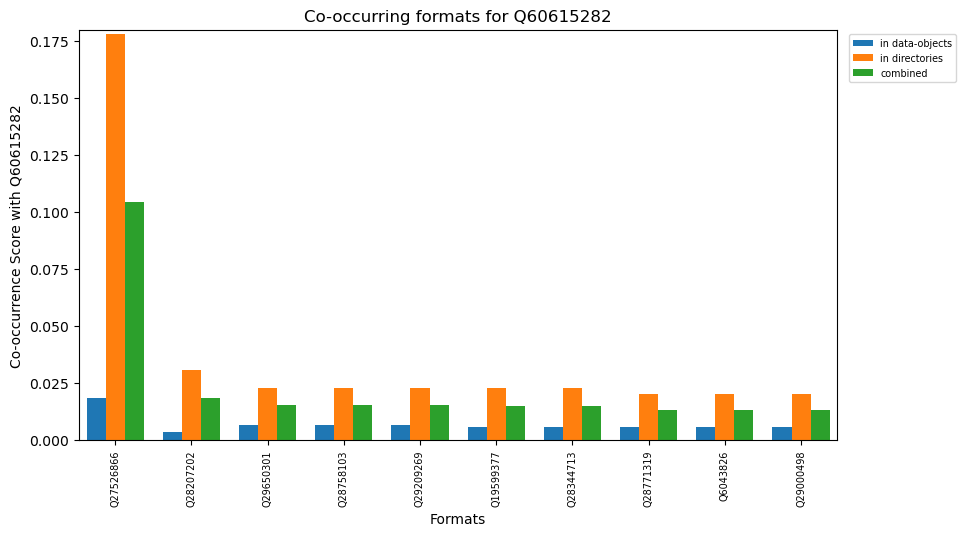 Co-occurring formats for Q60615282
in data-objects
in directories
combined
Co-occurrence Score with Q60615282
0.175
0.150
0.125
0.100
0.075
0.050
0.025
0.000
Q27526866
Q28207202
Q29650301
Q28758103
Q29209269
Q19599377
Q28344713
Q28771319
Q6043826
Q29000498
Formats